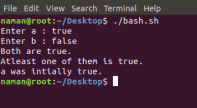 File Edit View Search Terminal Help
naman@root:~/Desktop$ ./bash.sh
Enter a : true
Enter b : false
Both are true.
Atleast one of them is true.
a was intially true.
naman@root:~/Desktop$